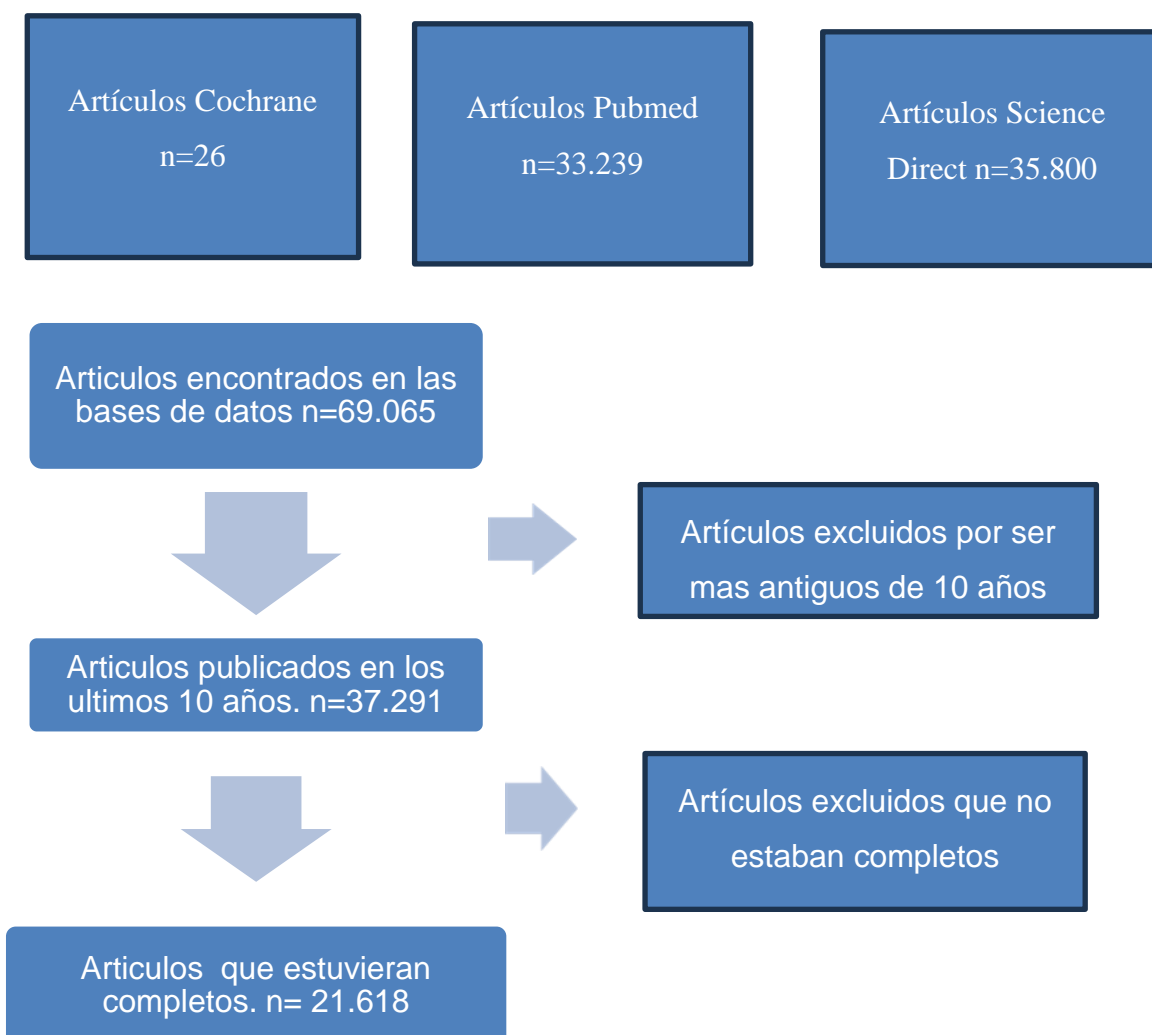 Artículos Cochrane
n=26
Artículos Pubmed
n=33.239
Artículos Science
Direct n=35.800
Articulos encontrados en las
bases de datos n=69.065
Artículos excluidos por ser
mas antiguos de 10 años
Articulos publicados en los
ultimos 10 años. n=37.291
Artículos excluidos que no
estaban completos
Articulos  que estuvieran
completos. n= 21.618